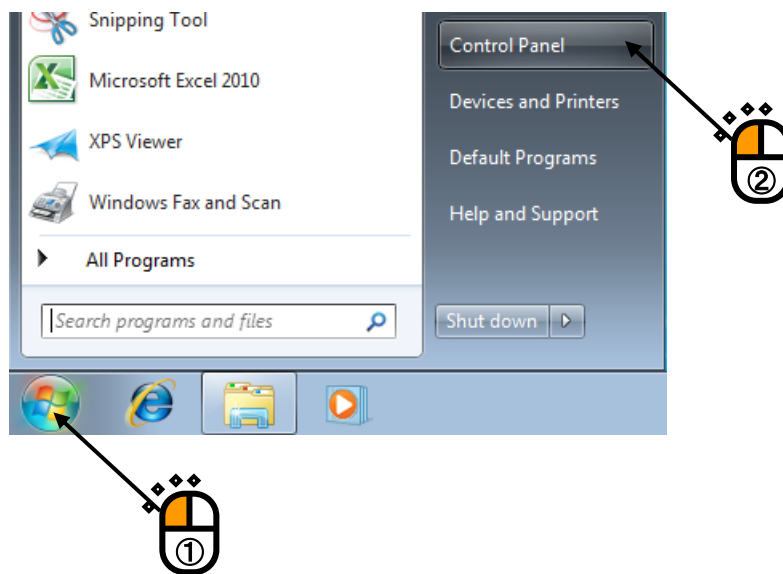 Snipping Tool
Microsoft Excel 2010
XPS Viewer
Windows Fax and Scan
All Programs
Search programs and files
Control Panel
Devices and Printers
Default Programs
Help and Support
Shut down
②
①